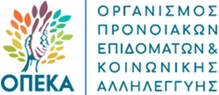 ΟΠΕΚΑ
ΟΡΓΑΝΙΣΜΟΣ
ΠΡΟΝΟΙΑΚΩΝ
ΕΠΙΔΟΜΑΤΩΝ &
ΚΟΙΝΩΝΙΚΗΣ
ΑΛΛΗΛΕΓΓΥΗΣ